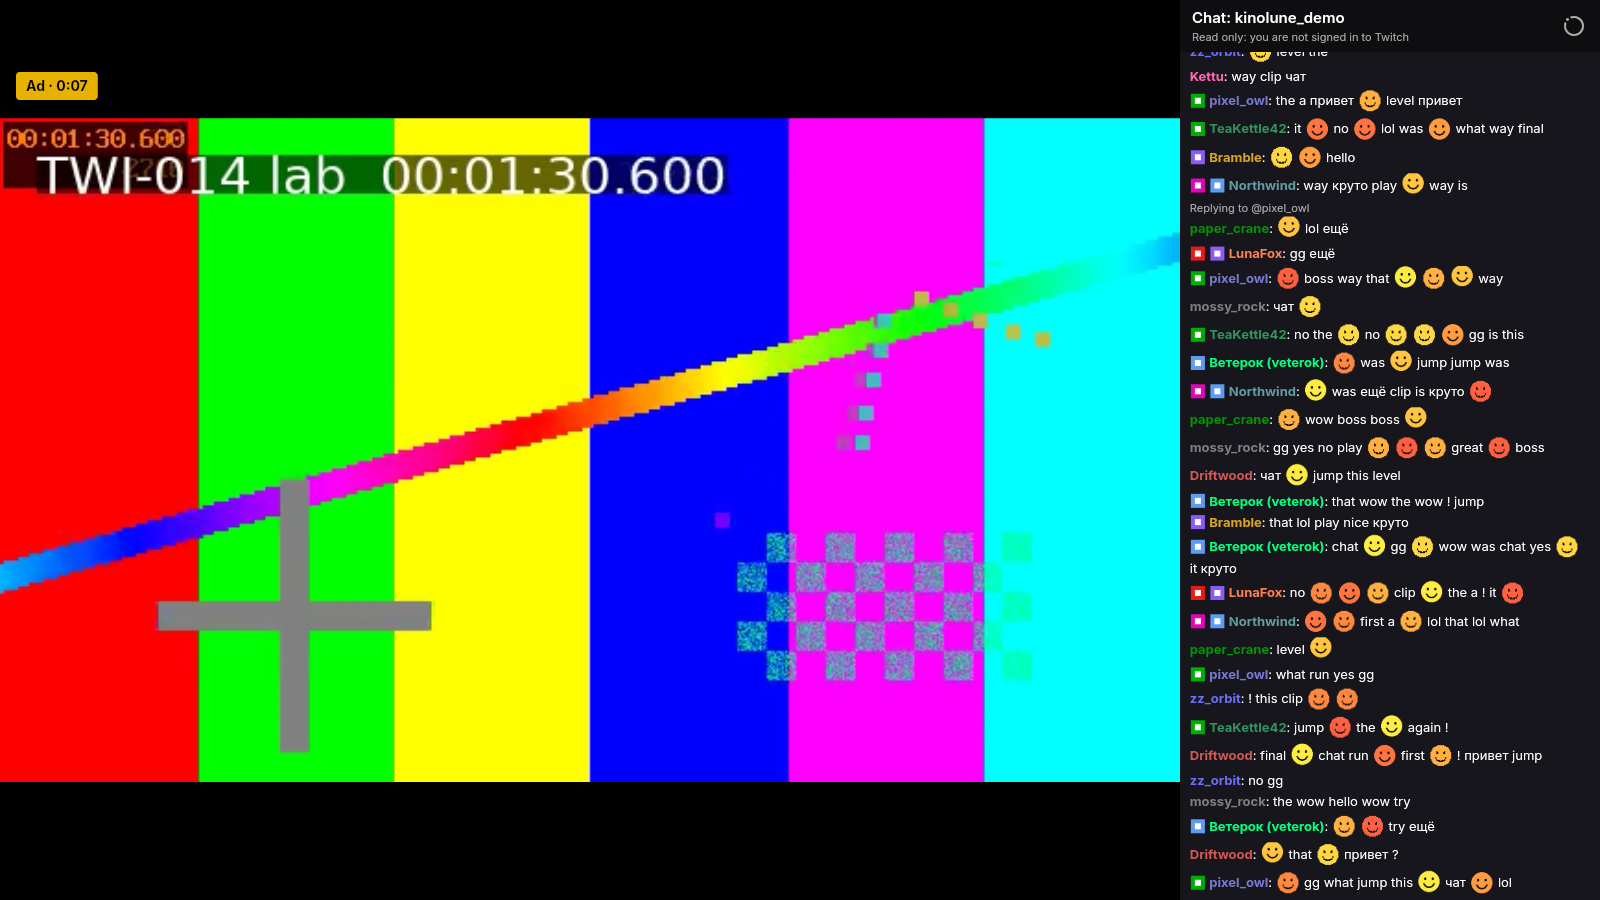 Ad · 0:07
00:01:30.600
TWI-014 lab 00:01:30.600
Chat: kinolune_demo
Read only: you are not signed in to Twitch
zz_orbit: level the
Kettu: way clip чат
pixel_owl: the a привет level привет
TeaKettle42: it no lol was what way final
Bramble: hello
Northwind: way круто play way is
Replying to @pixel_owl
paper_crane: lol ещё
LunaFox: gg ещё
pixel_owl: boss way that way
mossy_rock: чат
TeaKettle42: no the no gg is this
Ветерок (veterok): was jump jump was
Northwind: was ещё clip is круто
paper_crane: wow boss boss
mossy_rock: gg yes no play great boss
Driftwood: чат jump this level
Ветерок (veterok): that wow the wow ! jump
Bramble: that lol play nice круто
Ветерок (veterok): chat gg wow was chat yes
it круто
LunaFox: no clip the a ! it
Northwind: first a lol that lol what
paper_crane: level
pixel_owl: what run yes gg
zz_orbit: ! this clip
TeaKettle42: jump the again !
Driftwood: final chat run first ! привет jump
zz_orbit: no gg
mossy_rock: the wow hello wow try
Ветерок (veterok): try ещё
Driftwood: that привет ?
pixel_owl: gg what jump this чат lol